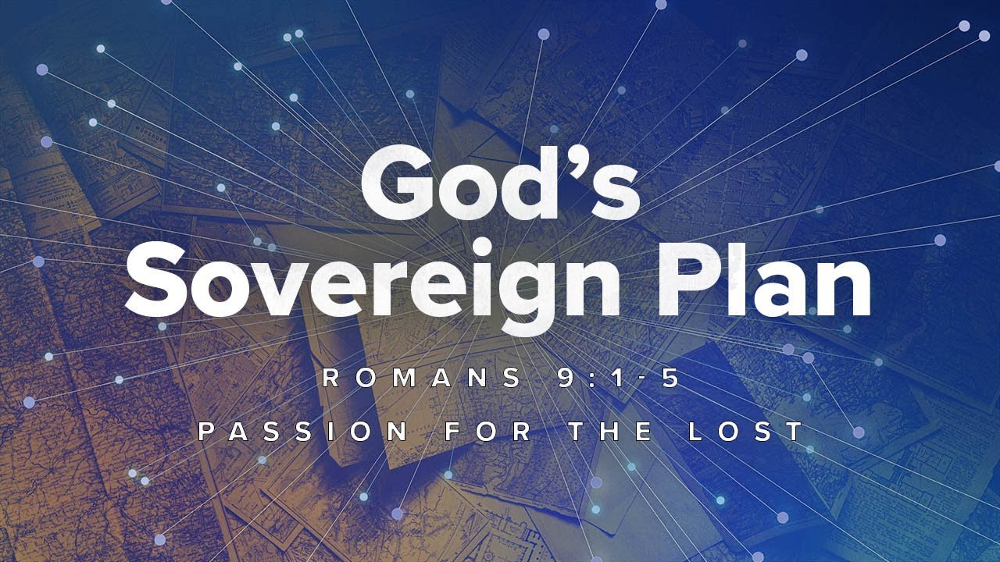 God’s
Sovereign Plan
ROMANS 9:1-5
PASSION FOR THE LOST